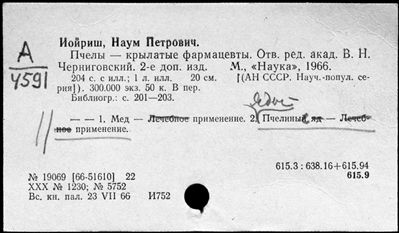 Иойриш, Наум Петрович.
А
4591
Пчелы — крылатые фармацевты. Отв. ред. акад. В. Н.
Черниговский. 2-е доп. изд. М., «Наука», 1966.
204 с. с илл.; 1 л. илл. 20 см. [(АН СССР. Науч.-попул. се-
рия]). 300.000 экз. 50 к. В пер.
Библиогр.: с. 201—203.
— — 1. Мед — Лечебное применение. 2. Пчелиный яд — Лечеб-
ное применение.
615.3 : 638.16+615.94
615.9
№ 19069 [66-51610] 22
XXX № 1230; № 5752
Вс. кн. пал. 23 VII 66 И752